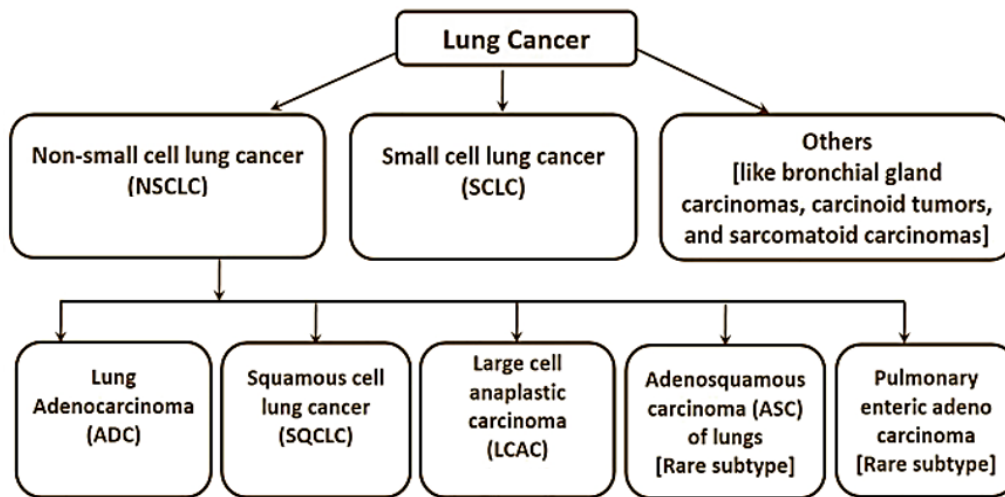 Lung Cancer
Non-small cell lung cancer
(NSCLC)
Small cell lung cancer
(SCLC)
Others
[like bronchial gland
carcinomas, carcinoid tumors,
and sarcomatoid carcinomas]
Lung
Adenocarcinoma
(ADC)
Squamous cell
lung cancer
(SQCLC)
Large cell
anaplastic
carcinoma
(LCAC)
Adenosquamous
carcinoma (ASC)
of lungs
[Rare subtype]
Pulmonary
enteric adeno
carcinoma
[Rare subtype]